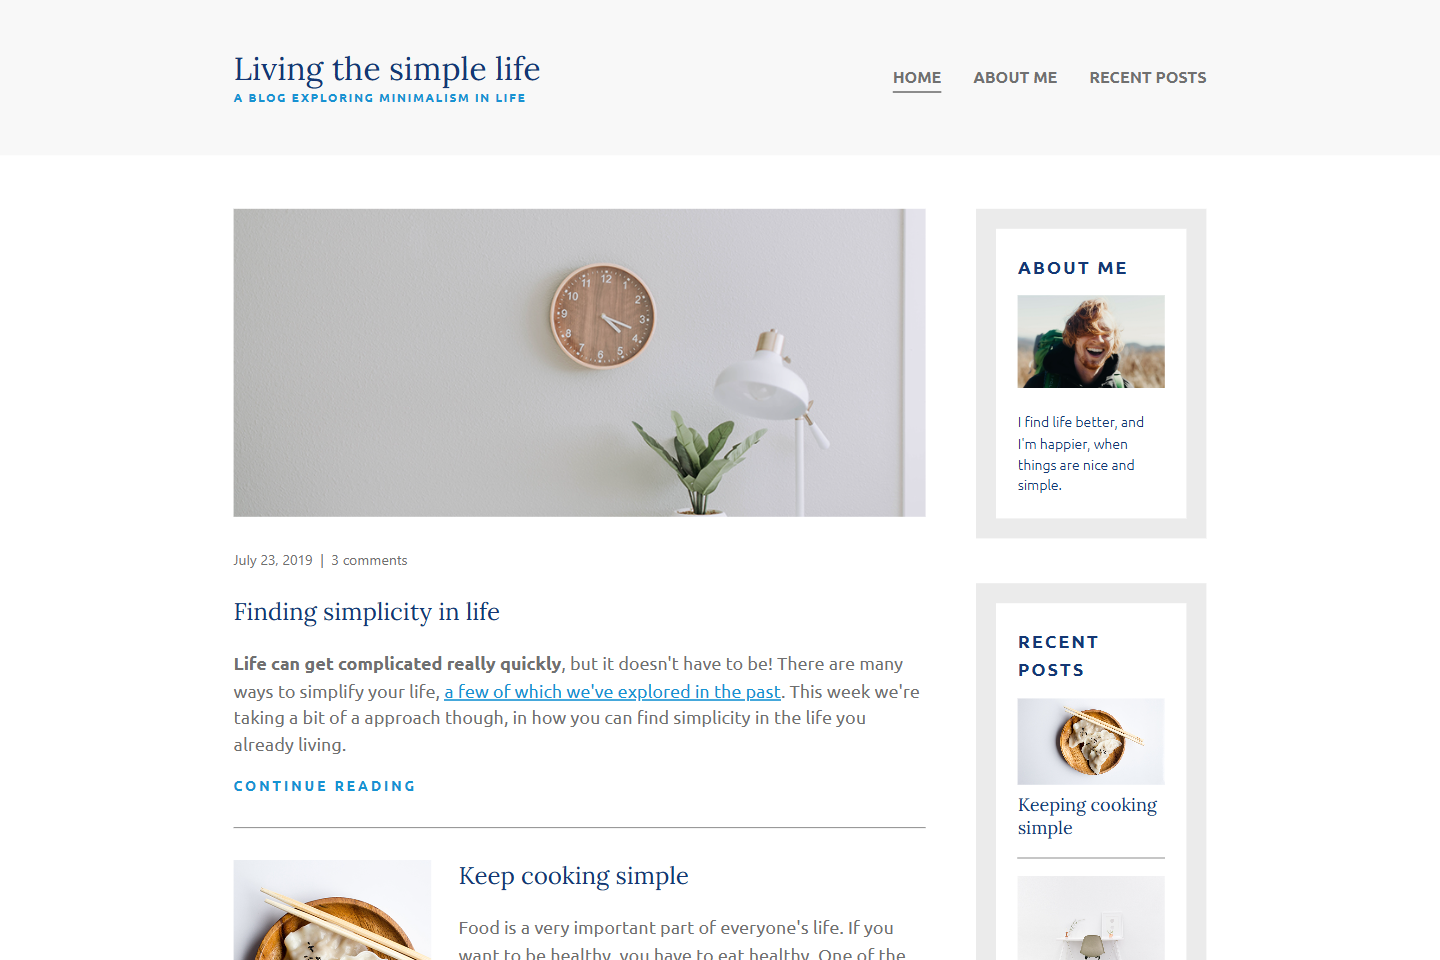 Living the simple life
A BLOG EXPLORING MINIMALISM IN LIFE
HOME
ABOUT ME
RECENT POSTS
12
1
2
3
4
5
6
7
8
9
10
11
July 23, 2019 | 3 comments
Finding simplicity in life
Life can get complicated really quickly, but it doesn't have to be! There are many
ways to simplify your life, a few of which we've explored in the past. This week we're
taking a bit of a approach though, in how you can find simplicity in the life you
already living.
CONTINUE READING
Keep cooking simple
Food is a very important part of everyone's life. If you
want to be healthy, you have to eat healthy. One of the
ABOUT ME
I find life better, and
I'm happier, when
things are nice and
simple.
RECENT
POSTS
Keeping cooking
simple